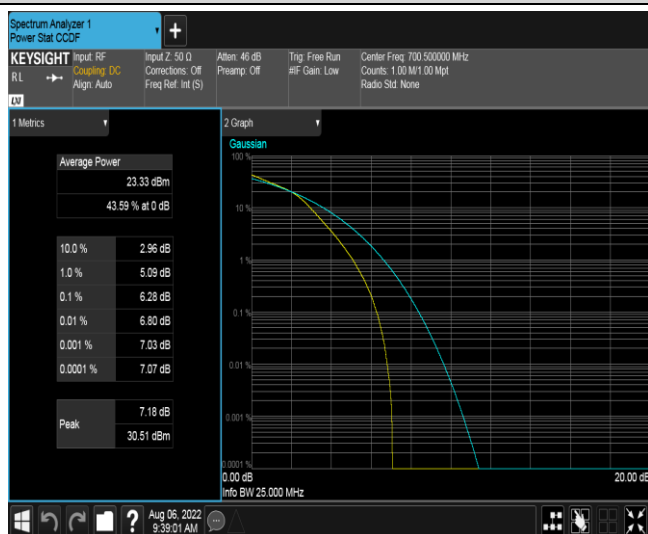 Spectrum Analyzer 1
Power Stat CCDF
+
KEYSIGHT
RL
LXI
Input: RF
Coupling: DC
Align: Auto
Input Z: 50 Ω
Corrections: Off
Freq Ref: Int (S)
Atten: 46 dB
Preamp: Off
Trig: Free Run
#IF Gain: Low
Center Freq: 700.500000 MHz
Counts: 1.00 M/1.00 Mpt
Radio Std: None
1 Metrics
Average Power
23.33 dBm
43.59 % at 0 dB
10.0 % 2.96 dB
1.0 % 5.09 dB
0.1 % 6.28 dB
0.01 % 6.80 dB
0.001 % 7.03 dB
0.0001 % 7.07 dB
Peak
7.18 dB
30.51 dBm
2 Graph
Gaussian
100 %
10 %
1 %
0.1 %
0.01 %
0.001 %
0.0001 %
0.00 dB
20.00 dB
Info BW 25.000 MHz
?
Aug 06, 2022
9:39:01 AM